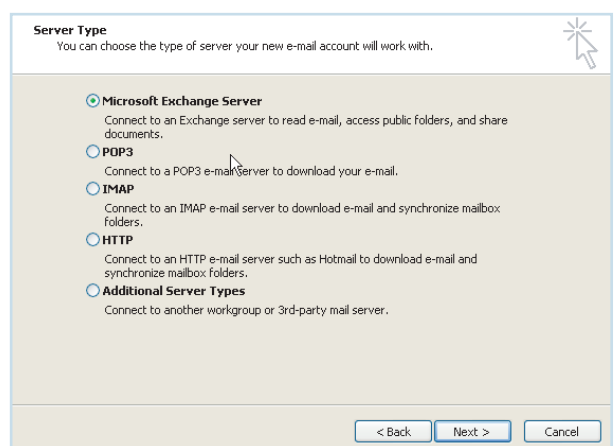 Server Type
You can choose the type of server your new e-mail account will work with.
Microsoft Exchange Server
Connect to an Exchange server to read e-mail, access public folders, and share
documents.
POP3
Connect to a POP3 e-mail server to download your e-mail.
IMAP
Connect to an IMAP e-mail server to download e-mail and synchronize mailbox
folders.
HTTP
Connect to an HTTP e-mail server such as Hotmail to download e-mail and
synchronize mailbox folders.
Additional Server Types
Connect to another workgroup or 3rd-party mail server.
< Back Next > Cancel